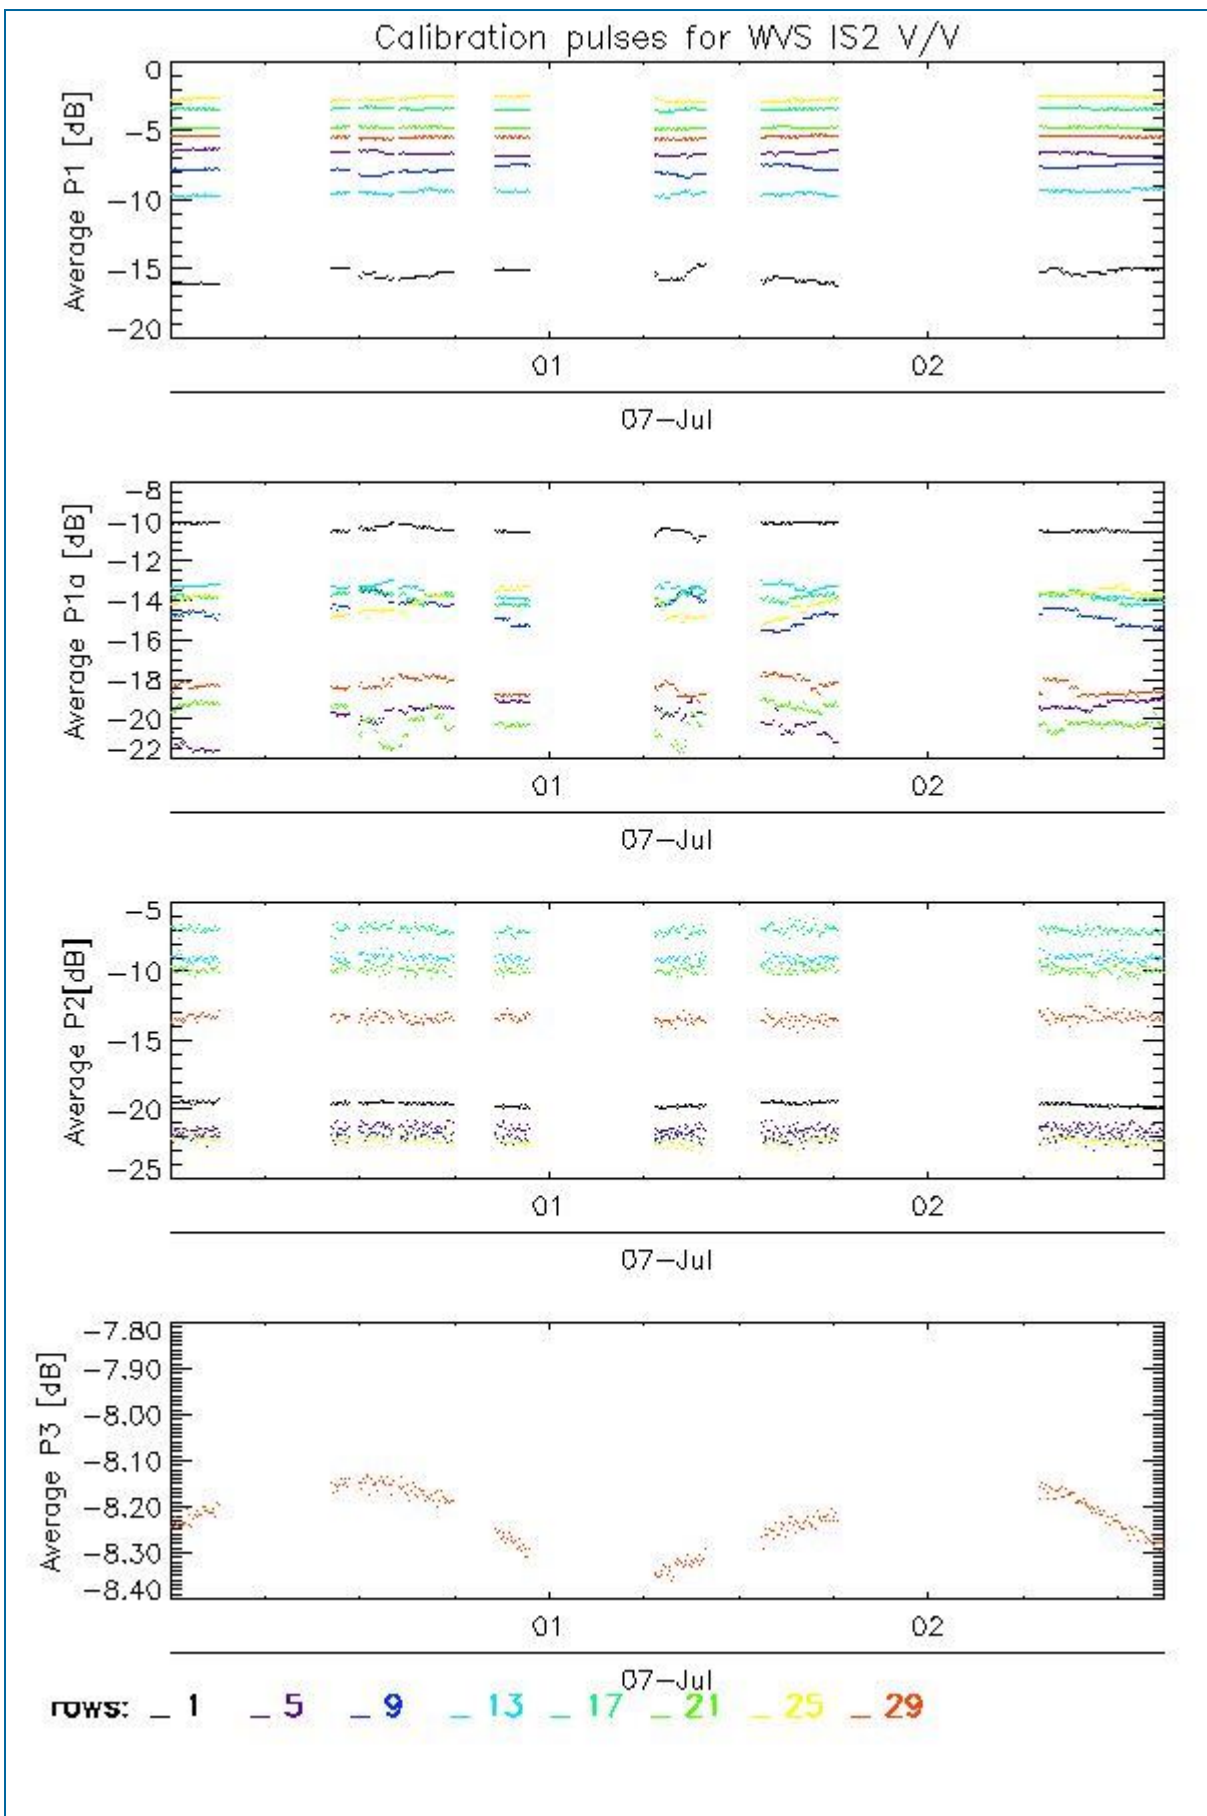 Calibration pulses for WVS IS2 V/V
Average P1 [dB]
0
-5
-10
-15
-20
01 02
07-Jul
Average P1a [dB]
-8
-10
-12
-14
-16
-18
-20
-22
01 02
07-Jul
Average P2[dB]
-5
-10
-15
-20
-25
01 02
07-Jul
Average P3 [dB]
-7.80
-7.90
-8.00
-8.10
-8.20
-8.30
-8.40
01 02
07-Jul
rows: _ 1 _ 5 _ 9 _ 13 _ 17 _ 21 _ 25 _ 29